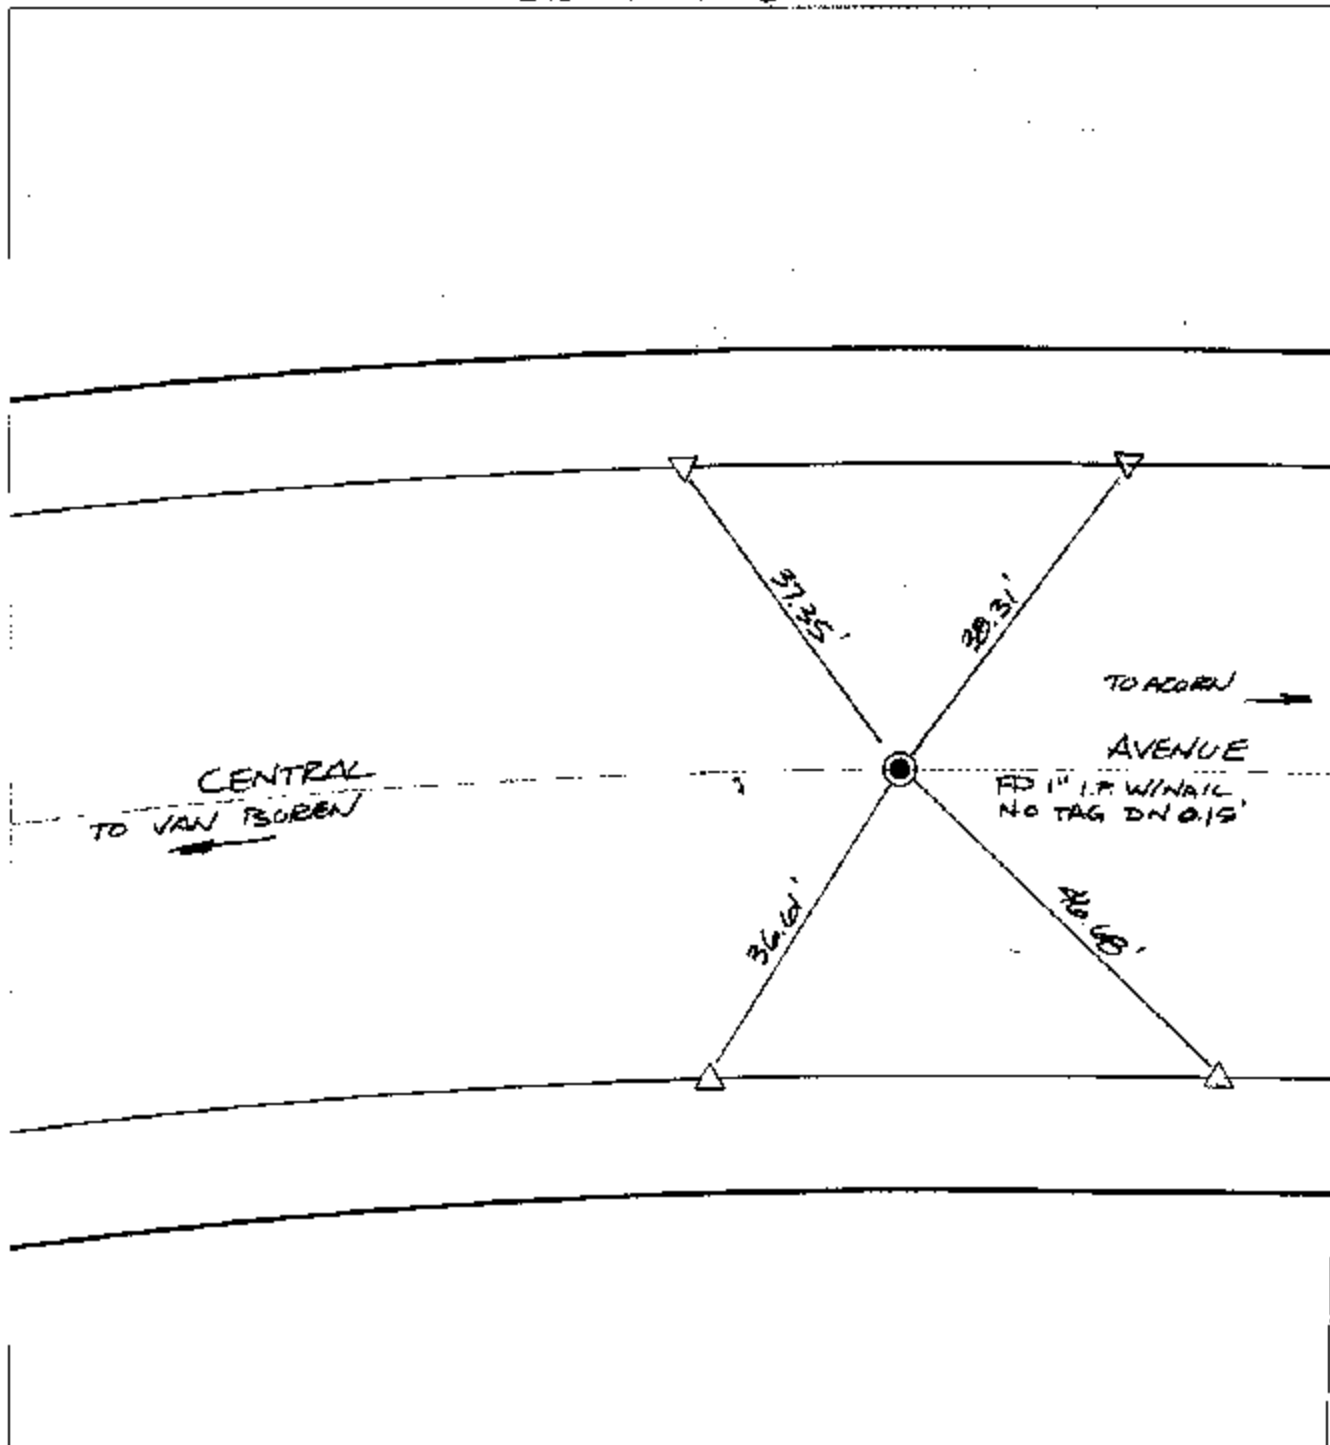 37.35'
38.31'
TO ACORN
AVENUE
CENTRAL
TO VAN BUREN
FD 1" I.P. W/NAIL
NO TAG DN 0.15'
36.61'
46.68'